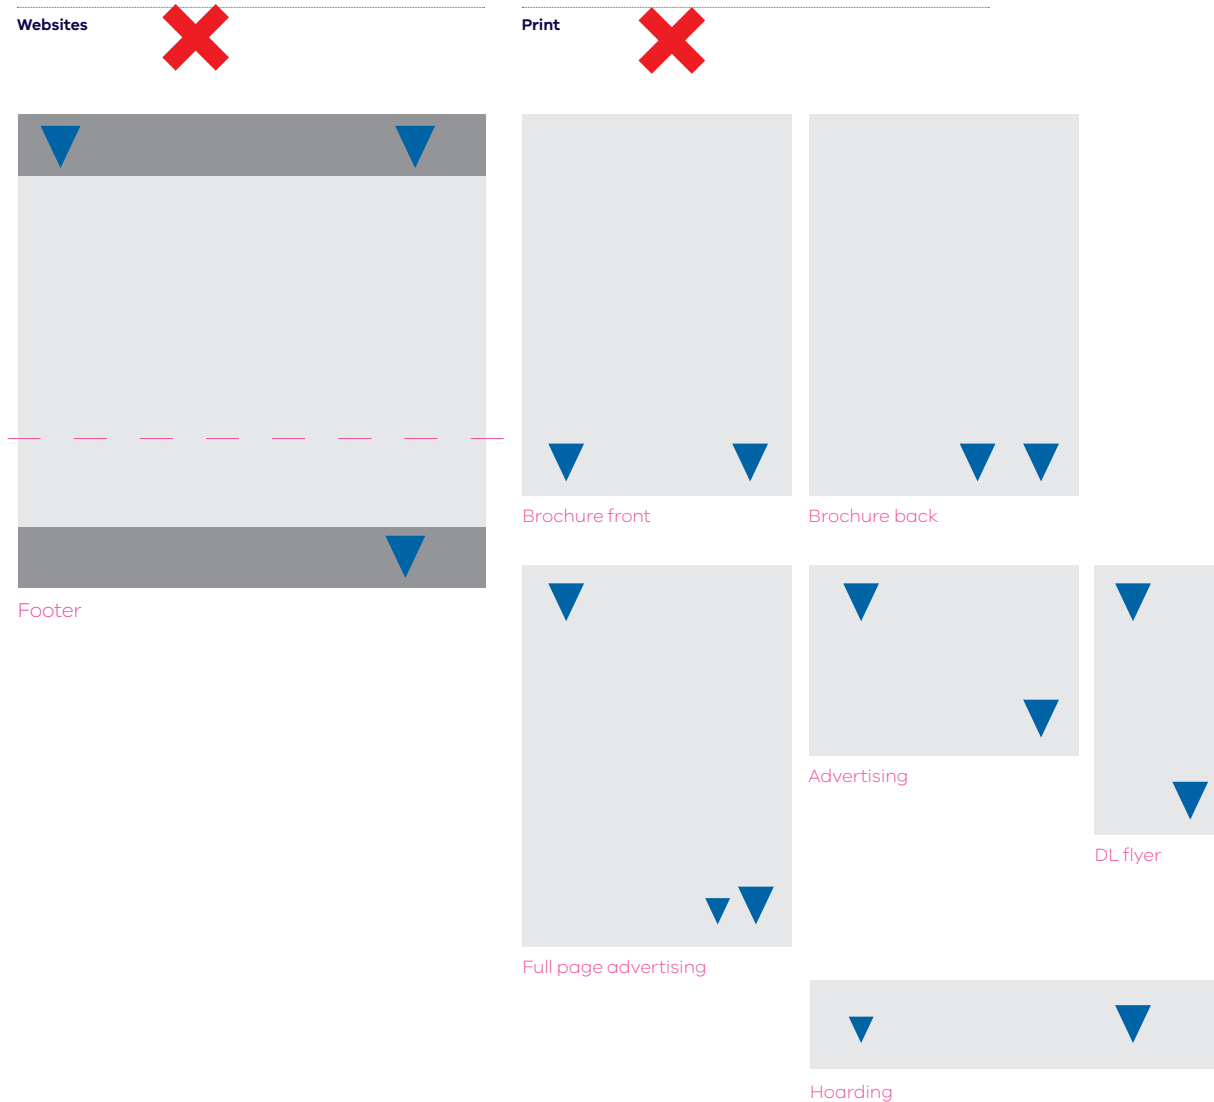 Websites
Print
Brochure front
Brochure back
Footer
Advertising
DL flyer
Full page advertising
Hoarding